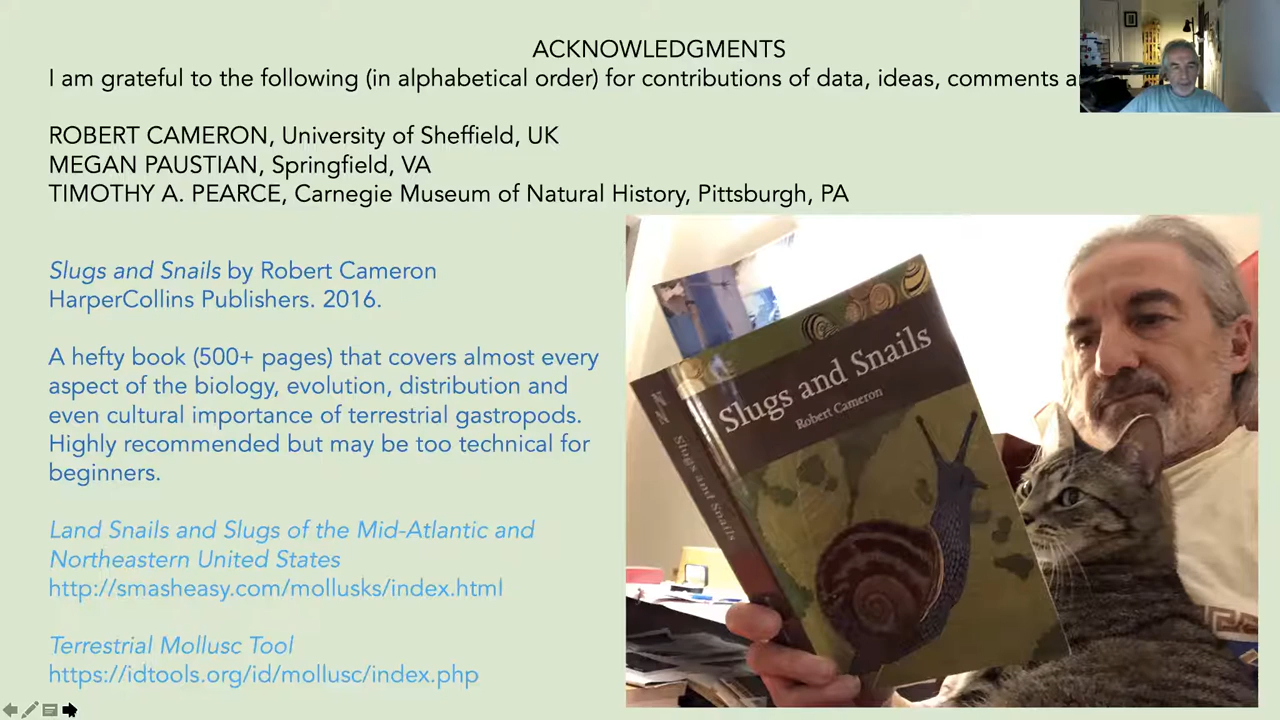 ACKNOWLEDGMENTS
I am grateful to the following (in alphabetical order) for contributions of data, ideas, comments
ROBERT CAMERON, University of Sheffield, UK
MEGAN PAUSTIAN, Springfield, VA
TIMOTHY A. PEARCE, Carnegie Museum of Natural History, Pittsburgh, PA
Slugs and Snails by Robert Cameron
HarperCollins Publishers. 2016.
A hefty book (500+ pages) that covers almost every
aspect of the biology, evolution, distribution and
even cultural importance of terrestrial gastropods.
Highly recommended but may be too technical for
beginners.
Land Snails and Slugs of the Mid-Atlantic and
Northeastern United States
http://smasheasy.com/mollusks/index.html
Terrestrial Mollusc Tool
https://idtools.org/id/mollusc/index.php
Slugs and Snails
Robert Cameron
Slugs and Snails